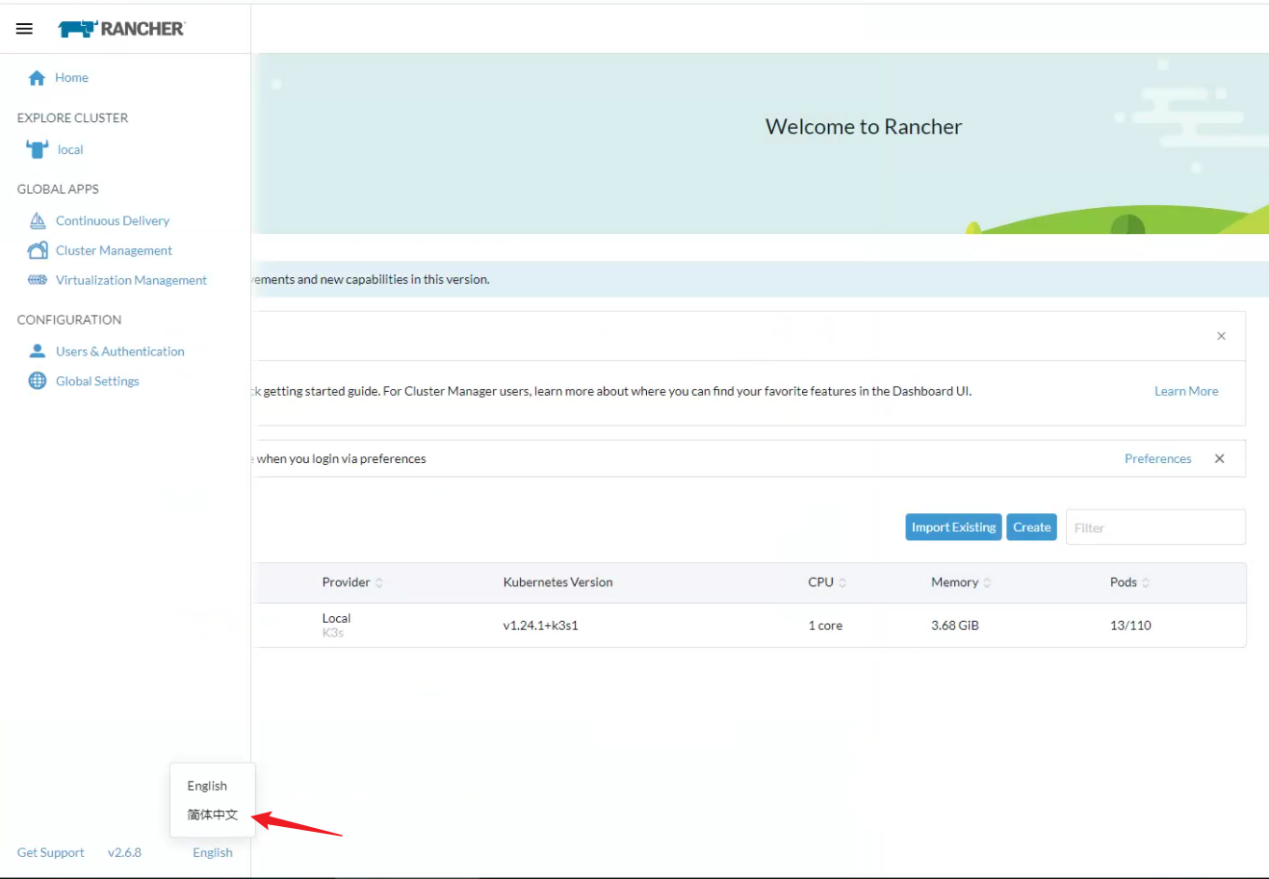 RANCHER
Home
EXPLORE CLUSTER
local
GLOBAL APPS
Continuous Delivery
Cluster Management
Virtualization Management
CONFIGURATION
Users & Authentication
Global Settings
Welcome to Rancher
ements and new capabilities in this version.
getting started guide. For Cluster Manager users, learn more about where you can find your favorite features in the Dashboard UI. Learn More
when you login via preferences Preferences
Import Existing Create Filter
Provider Kubernetes Version CPU Memory Pods
Local
K3s
v1.24.1+k3s1 1 core 3.68 GiB 13/110
English
简体中文
Get Support v2.6.8 English